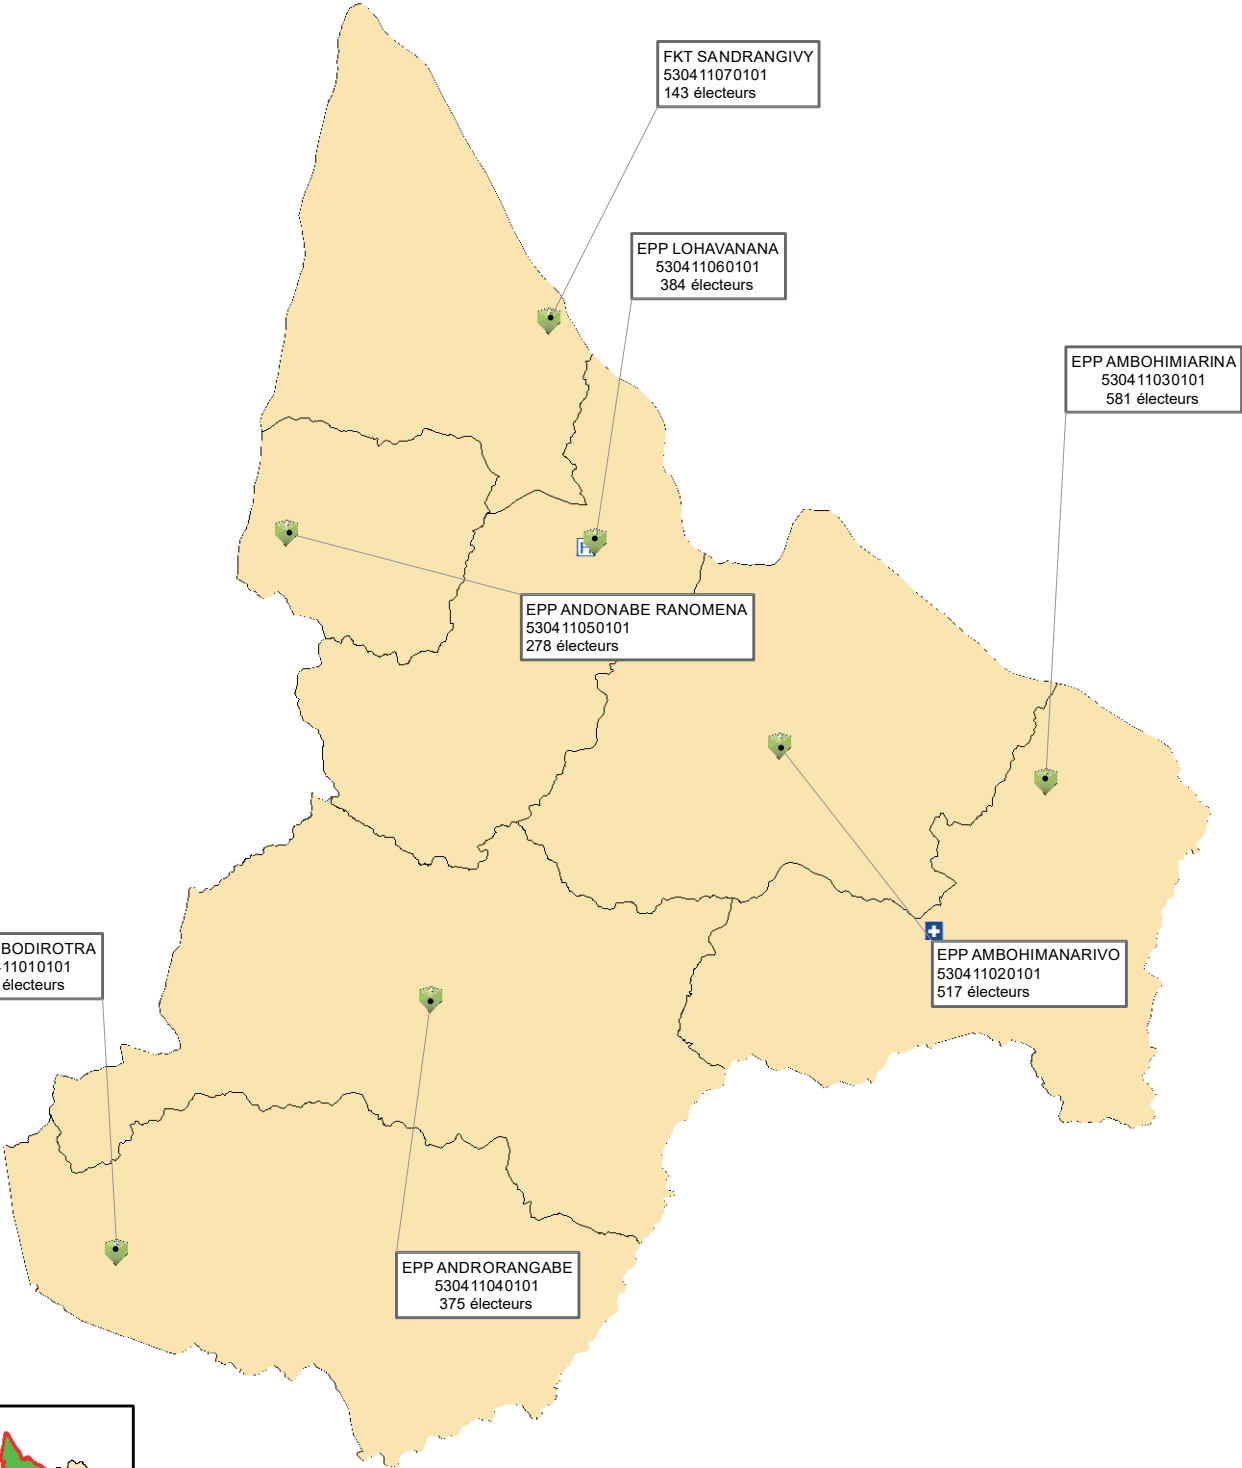 FKT SANDRANGIVY
530411070101
143 électeurs
EPP LOHAVANANA
530411060101
384 électeurs
EPP AMBOHIMIARINA
530411030101
581 électeurs
H
EPP ANDONABE RANOMENA
530411050101
278 électeurs
BODIROTRA
11010101
électeurs
EPP AMBOHIMANARIVO
530411020101
517 électeurs
EPP ANDRORANGABE
530411040101
375 électeurs